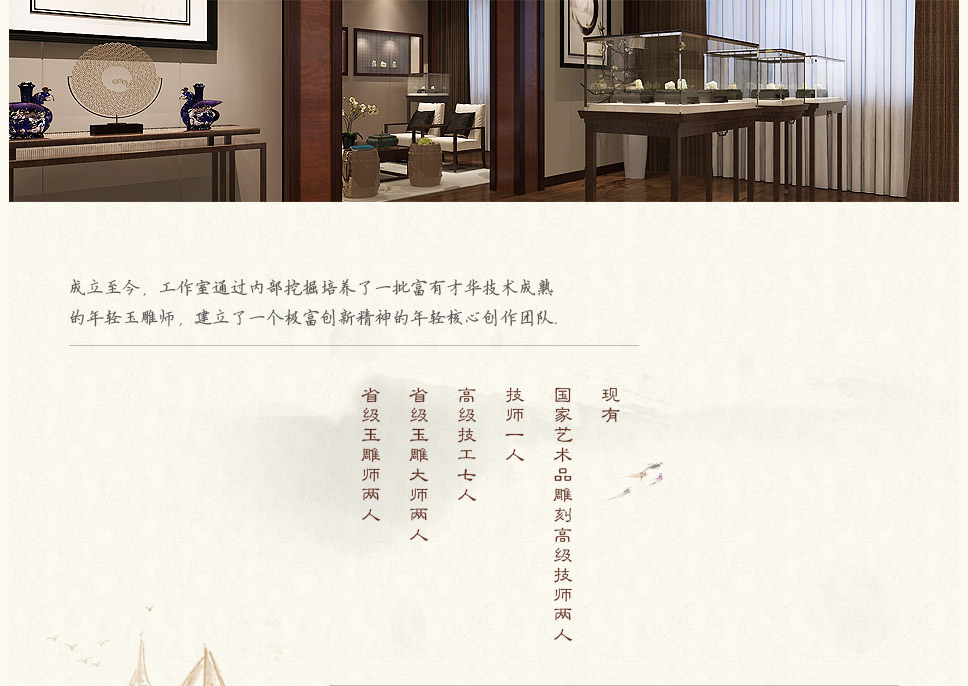 成立至今，工作室通过内部挖掘培养了一批富有才华技术成熟
的年轻玉雕师，建立了一个极富创新精神的年轻核心创作团队.
现有
国家艺术品雕刻高级技师两人
技师一人
高级技工七人
省级玉雕大师两人
省级玉雕师两人